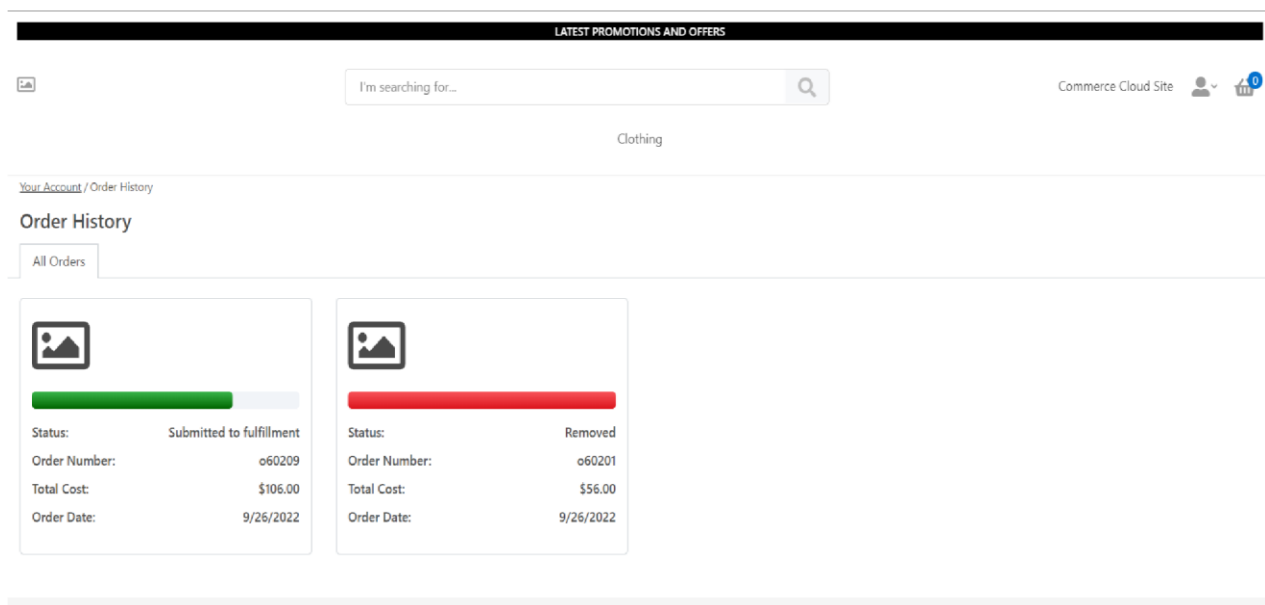 LATEST PROMOTIONS AND OFFERS
I'm searching for...
Commerce Cloud Site
0
Clothing
Your Account / Order History
Order History
All Orders
Status: Submitted to fulfillment
Order Number: o60209
Total Cost: $106.00
Order Date: 9/26/2022
Status: Removed
Order Number: o60201
Total Cost: $56.00
Order Date: 9/26/2022